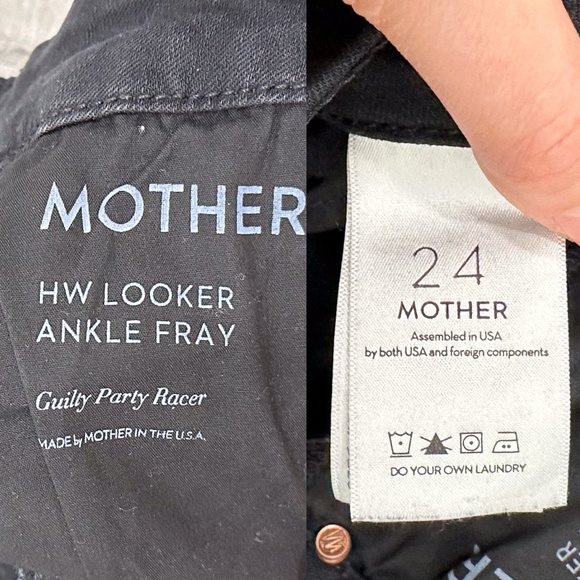 MOTHER
HW LOOKER
ANKLE FRAY
Guilty Party Racer
MADE by MOTHER IN THE U.S.A.
24
MOTHER
Assembled in USA
by both USA and foreign components
DO YOUR OWN LAUNDRY